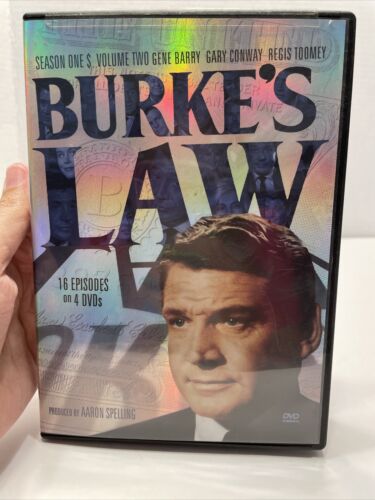 SEASON ONE $, VOLUME TWO GENE BARRY GARY CONWAY REGIS TOOMEY
BURKE'S
LAW
16 EPISODES
ON 4 DVDs
PRODUCED BY AARON SPELLING
DVD